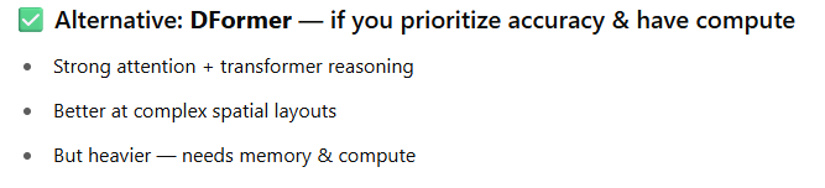 ✅ Alternative: DFormer — if you prioritize accuracy & have compute
• Strong attention + transformer reasoning
• Better at complex spatial layouts
• But heavier — needs memory & compute